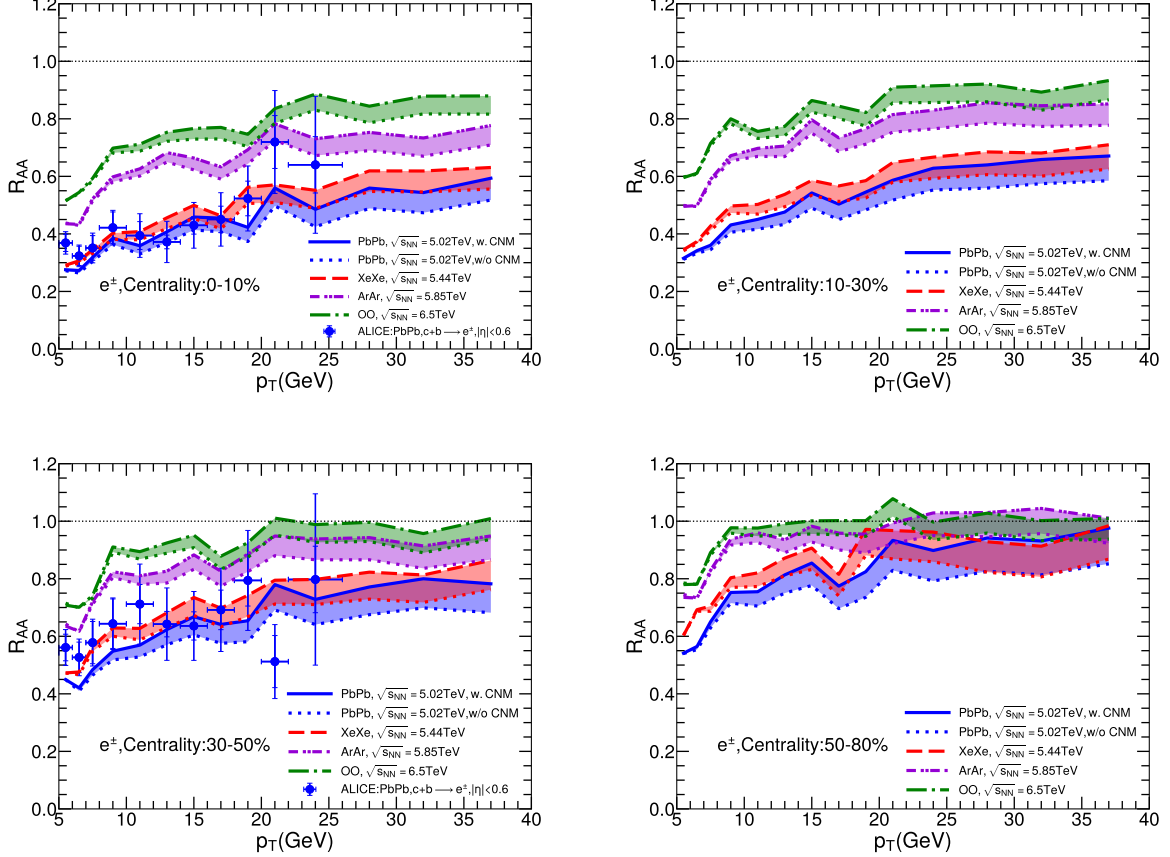 1.2
1.0
0.8
0.6
0.4
0.2
0.0
R_AA
PbPb, √s_NN = 5.02TeV, w. CNM
PbPb, √s_NN = 5.02TeV,w/o CNM
XeXe, √s_NN = 5.44TeV
ArAr, √s_NN = 5.85TeV
OO, √s_NN = 6.5TeV
ALICE:PbPb,c+b⟶e±,|η|<0.6
e±,Centrality:0-10%
5 10 15 20 25 30 35 40
p_T(GeV)
1.2
1.0
0.8
0.6
0.4
0.2
0.0
R_AA
PbPb, √s_NN = 5.02TeV, w. CNM
PbPb, √s_NN = 5.02TeV,w/o CNM
XeXe, √s_NN = 5.44TeV
ArAr, √s_NN = 5.85TeV
OO, √s_NN = 6.5TeV
e±,Centrality:10-30%
5 10 15 20 25 30 35 40
p_T(GeV)
1.2
1.0
0.8
0.6
0.4
0.2
0.0
R_AA
PbPb, √s_NN = 5.02TeV, w. CNM
PbPb, √s_NN = 5.02TeV,w/o CNM
XeXe, √s_NN = 5.44TeV
ArAr, √s_NN = 5.85TeV
OO, √s_NN = 6.5TeV
ALICE:PbPb,c+b⟶e±,|η|<0.6
e±,Centrality:30-50%
5 10 15 20 25 30 35 40
p_T(GeV)
1.2
1.0
0.8
0.6
0.4
0.2
0.0
R_AA
PbPb, √s_NN = 5.02TeV, w. CNM
PbPb, √s_NN = 5.02TeV,w/o CNM
XeXe, √s_NN = 5.44TeV
ArAr, √s_NN = 5.85TeV
OO, √s_NN = 6.5TeV
e±,Centrality:50-80%
5 10 15 20 25 30 35 40
p_T(GeV)